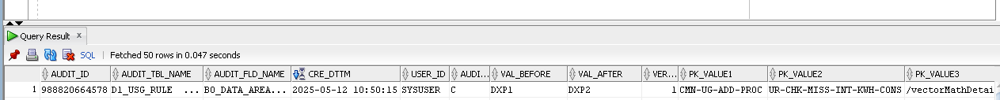 Query Result x
SQL | Fetched 50 rows in 0.047 seconds
AUDIT_ID AUDIT_TBL_NAME AUDIT_FLD_NAME CRE_DTTM USER_ID AUDI... VAL_BEFORE VAL_AFTER VER... PK_VALUE1 PK_VALUE2 PK_VALUE3
1 988820664578 D1_USG_RULE ... BO_DATA_AREA... 2025-05-12 10:50:15 SYSUSER C DXP1 DXP2 1 CMN-UG-ADD-PROC UR-CHK-MISS-INT-KWH-CONS /vectorMathDetai